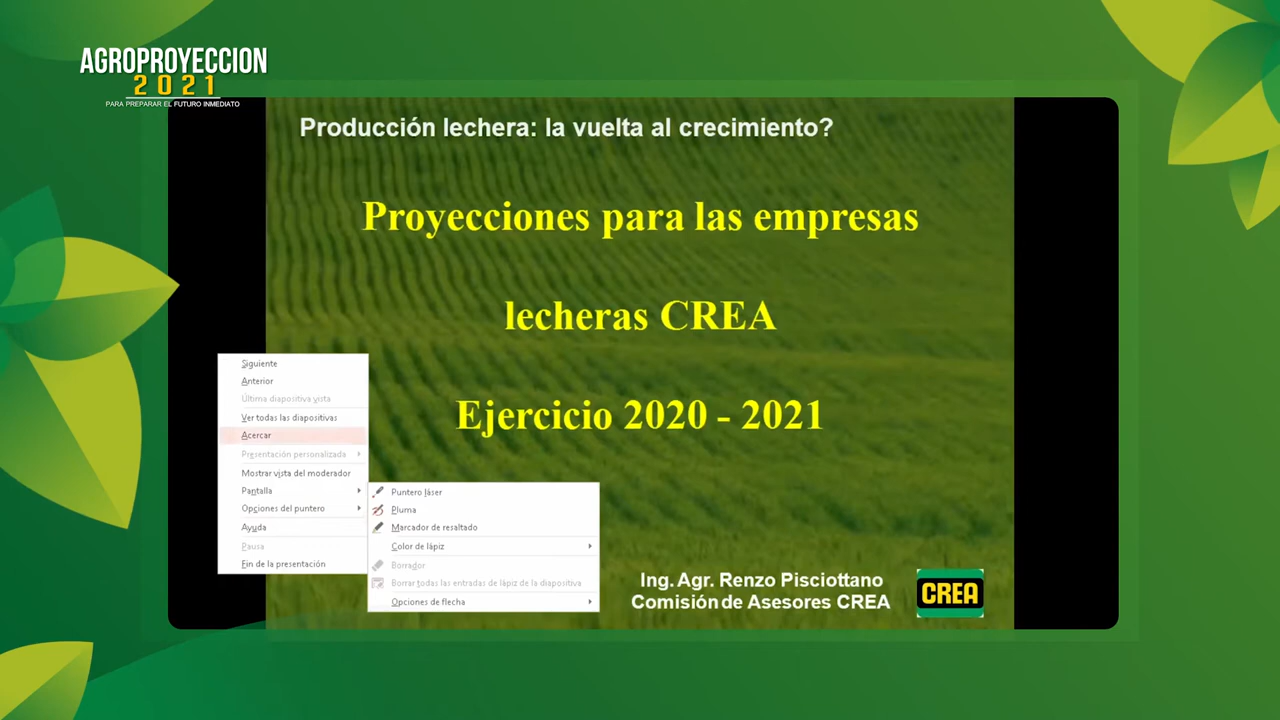 AGROPROYECCION
2021
PARA PREPARAR EL FUTURO INMEDIATO
Producción lechera: la vuelta al crecimiento?
Proyecciones para las empresas
lecheras CREA
Ejercicio 2020 - 2021
Siguiente
Anterior
Última diapositiva vista
Ver todas las diapositivas
Acercar
Presentación personalizada
Mostrar vista del moderador
Pantalla
Opciones del puntero
Ayuda
Pausa
Fin de la presentación
Puntero láser
Pluma
Marcador de resaltado
Color de lápiz
Borrador
Borrar todas las entradas de lápiz de la diapositiva
Opciones de flecha
Ing. Agr. Renzo Pisciottano
Comisión de Asesores CREA
CREA